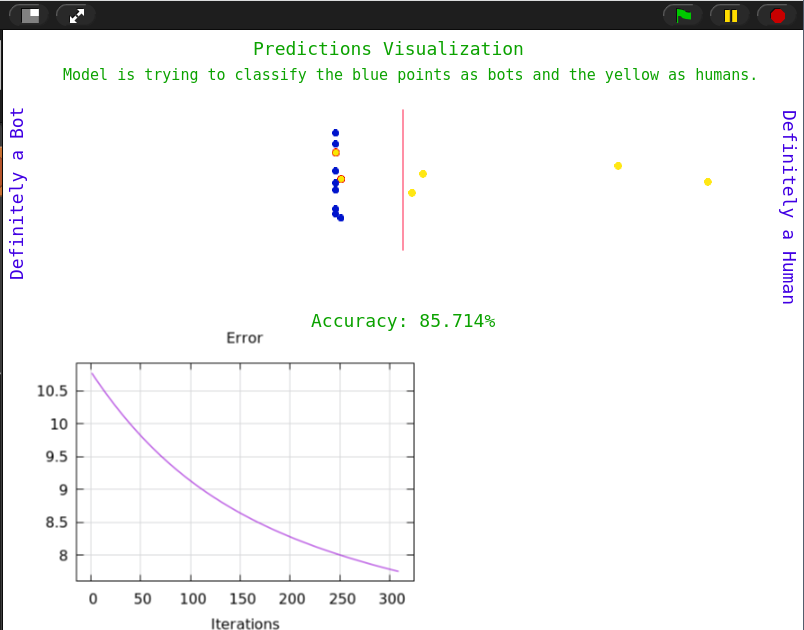 Predictions Visualization
Model is trying to classify the blue points as bots and the yellow as humans.
Definitely a Bot
Definitely a Human
Accuracy: 85.714%
Error
10.5
10
9.5
9
8.5
8
0 50 100 150 200 250 300
Iterations